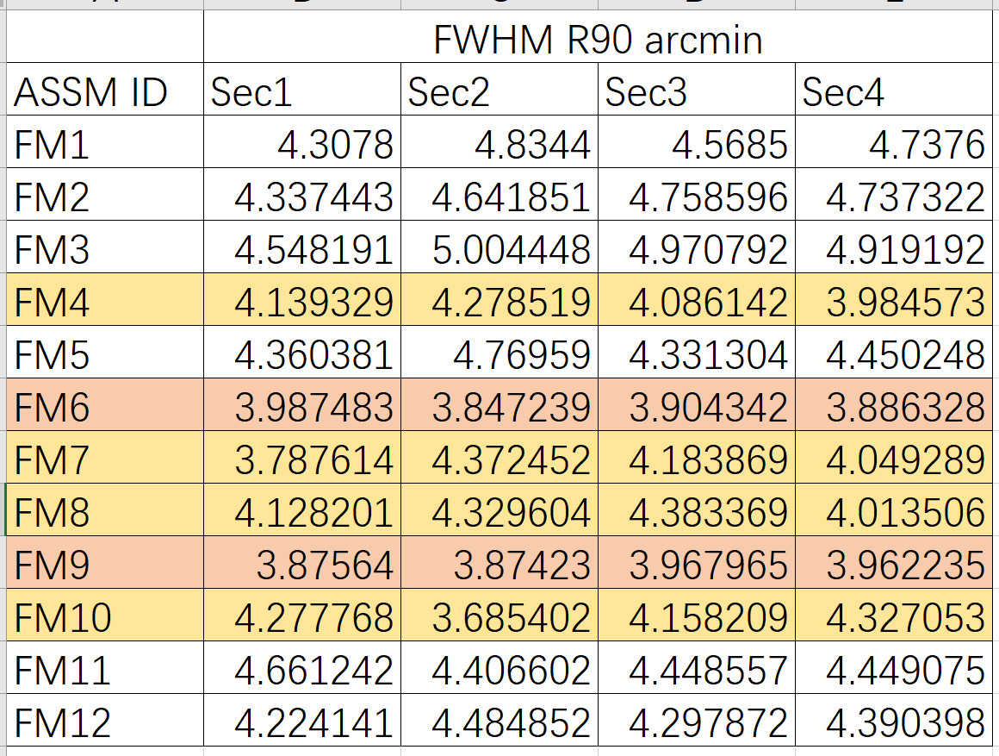 FWHM R90 arcmin
ASSM ID Sec1 Sec2 Sec3 Sec4
FM1 4.3078 4.8344 4.5685 4.7376
FM2 4.337443 4.641851 4.758596 4.737322
FM3 4.548191 5.004448 4.970792 4.919192
FM4 4.139329 4.278519 4.086142 3.984573
FM5 4.360381 4.76959 4.331304 4.450248
FM6 3.987483 3.847239 3.904342 3.886328
FM7 3.787614 4.372452 4.183869 4.049289
FM8 4.128201 4.329604 4.383369 4.013506
FM9 3.87564 3.87423 3.967965 3.962235
FM10 4.277768 3.685402 4.158209 4.327053
FM11 4.661242 4.406602 4.448557 4.449075
FM12 4.224141 4.484852 4.297872 4.390398